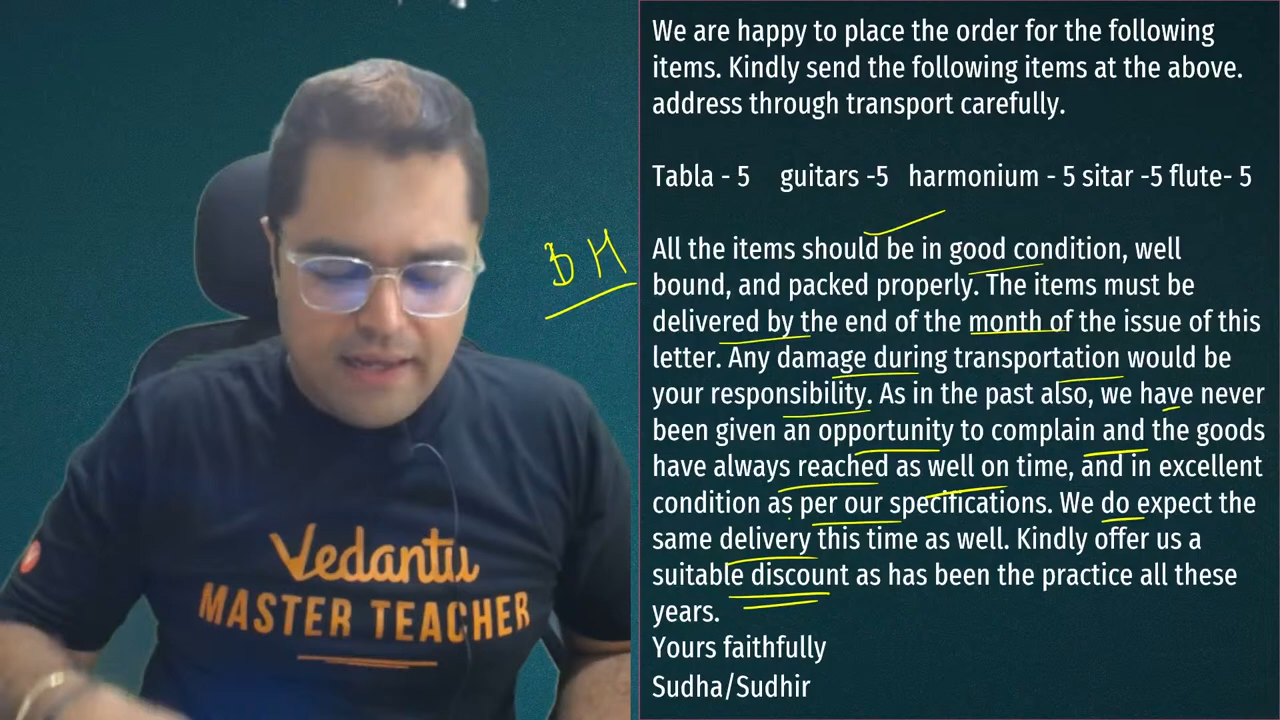 We are happy to place the order for the following
items. Kindly send the following items at the above.
address through transport carefully.
Tabla - 5 guitars -5 harmonium - 5 sitar -5 flute- 5
All the items should be in good condition, well
bound, and packed properly. The items must be
delivered by the end of the month of the issue of this
letter. Any damage during transportation would be
your responsibility. As in the past also, we have never
been given an opportunity to complain and the goods
have always reached as well on time, and in excellent
condition as per our specifications. We do expect the
same delivery this time as well. Kindly offer us a
suitable discount as has been the practice all these
years.
Yours faithfully
Sudha/Sudhir
BM
Vedantu
MASTER TEACHER